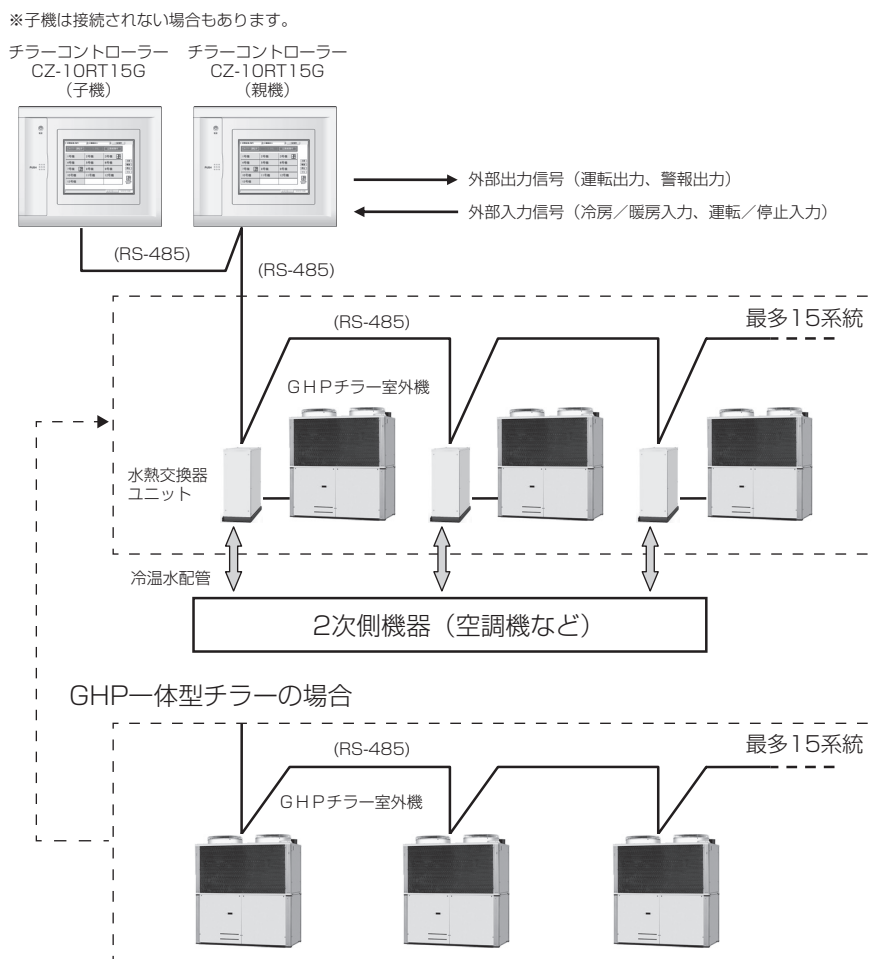 ※子機は接続されない場合もあります。
チラーコントローラー
CZ-10RT15G
（子機）
チラーコントローラー
CZ-10RT15G
（親機）
外部出力信号（運転出力、警報出力）
外部入力信号（冷房／暖房入力、運転／停止入力）
(RS-485)
(RS-485)
(RS-485)
最多15系統
GHPチラー室外機
水熱交換器
ユニット
冷温水配管
2次側機器（空調機など）
GHP一体型チラーの場合
(RS-485)
最多15系統
GHPチラー室外機